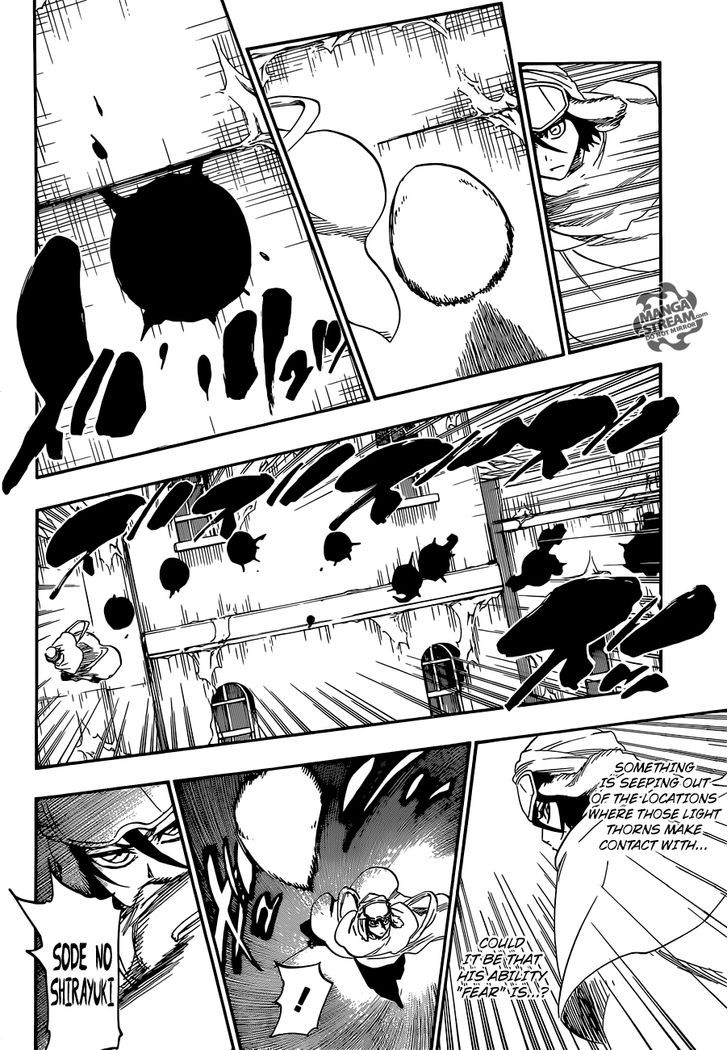 MANGA
STREAM.com
DO NOT MIRROR
SOMETHING
IS SEEPING OUT
OF THE LOCATIONS
WHERE THOSE LIGHT
THORNS MAKE
CONTACT WITH...
COULD
IT BE THAT
HIS ABILITY
"FEAR" IS...?
!
SODE NO
SHIRAYUKI